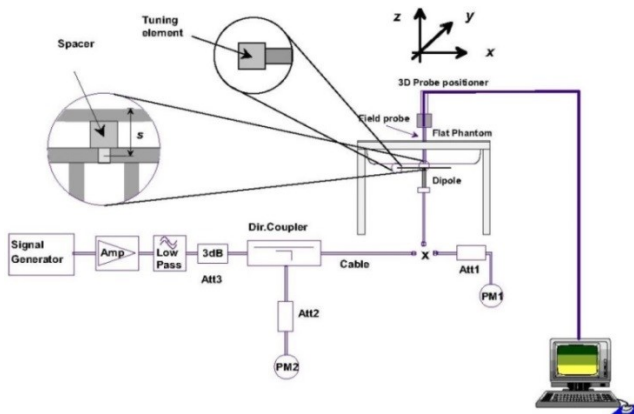 Tuning
element
Spacer
s
z
y
x
3D Probe positioner
Field probe
Flat Phantom
Dipole
Dir.Coupler
Signal
Generator
Amp
Low
Pass
3dB
Att3
Cable
x
Att1
PM1
Att2
PM2